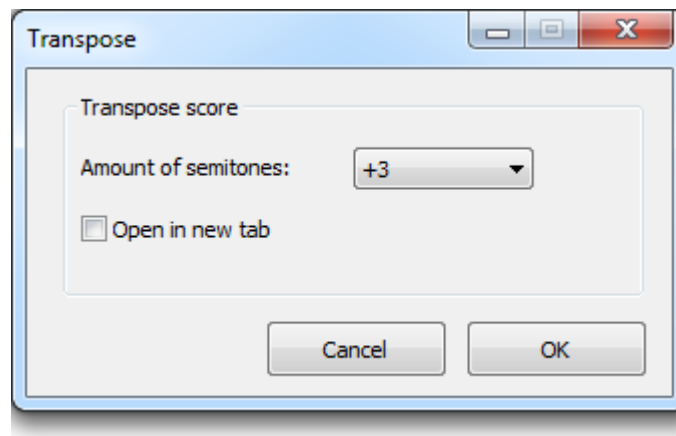 Transpose
Transpose score
Amount of semitones: +3
Open in new tab
Cancel OK